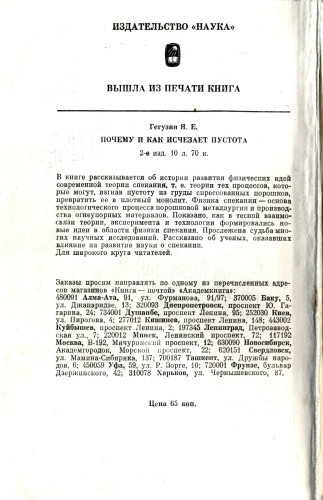 ИЗДАТЕЛЬСТВО «НАУКА»
ВЫШЛА ИЗ ПЕЧАТИ КНИГА
Гегузин Я. Е.
ПОЧЕМУ И КАК ИСЧЕЗАЕТ ПУСТОТА
2-е изд. 10 л. 70 к.
В книге рассказывается об истории развития физических идей
современной теории спекания, т. е. теории тех процессов, кото-
рые могут, изгнав пустоту из груды спрессованных порошков,
превратить ее в плотный монолит. Физика спекания — основа
технологического процесса порошковой металлургии и произ-
водства огнеупорных материалов. Показано, как в тесной взаимо-
связи теории, эксперимента и технологии формировались но-
вые идеи в области физики спекания. Прослежена судьба мно-
гих научных исследований. Рассказано об ученых, оказавших
влияние на развитие науки о спекании.
Для широкого круга читателей.
Заказы просим направлять по одному из перечисленных адре-
сов магазинов «Книга — почтой» «Академкнига»:
480091 Алма-Ата, 91, ул. Фурманова, 91/97; 370005 Баку, 5,
ул. Джапаридзе, 13; 320093 Днепропетровск, проспект Ю. Га-
гарина, 24; 734001 Душанбе, проспект Ленина, 95; 252030 Киев,
ул. Пирогова, 4; 277012 Кишинев, проспект Ленина, 148; 443002
Куйбышев, проспект Ленина, 2; 197345 Ленинград, Петрозаводс-
кая ул., 7; 220012 Минск, Ленинский проспект, 72; 117192
Москва, В-192, Мичуринский проспект, 12; 630090 Новосибирск,
Академгородок, Морской проспект, 22; 620151 Свердловск,
ул. Мамина-Сибиряка, 137; 700187 Ташкент, ул. Дружбы наро-
дов, 6; 450059 Уфа, 59, ул. Р. Зорге, 10; 720001 Фрунзе, бульвар
Дзержинского, 42; 310078 Харьков, ул. Чернышевского, 87.
Цена 65 коп.